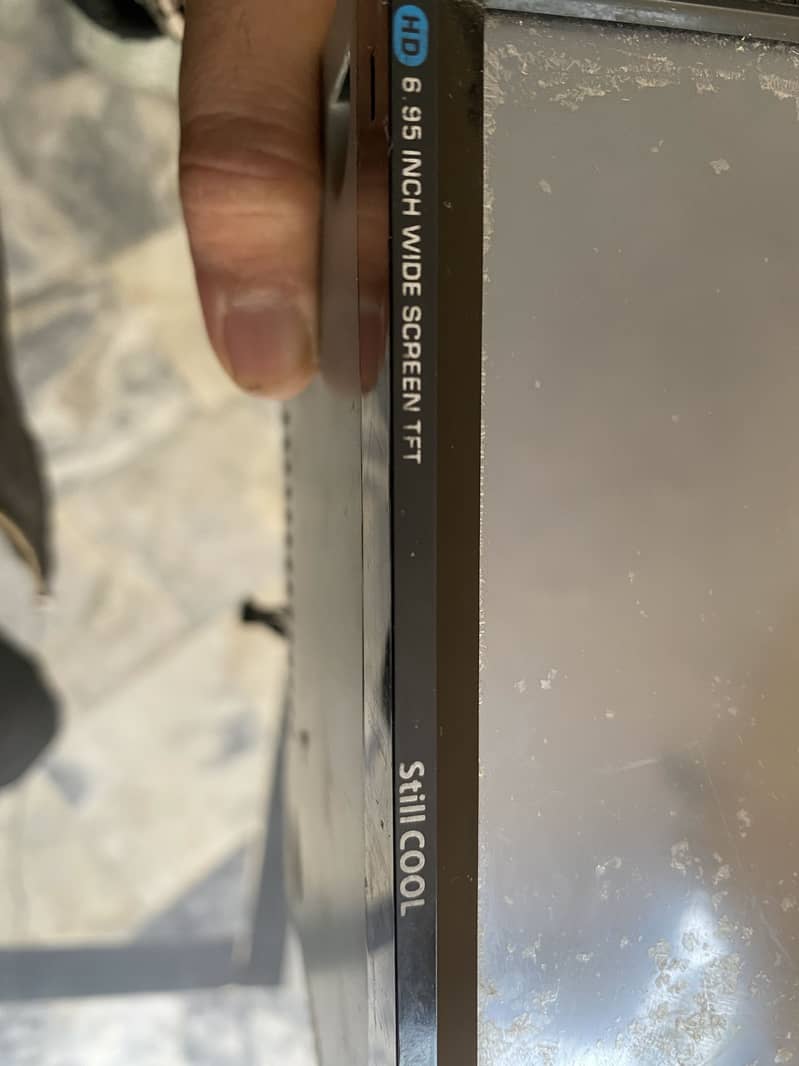 HD 6.95 INCH WIDE SCREEN TFT
Still COOL